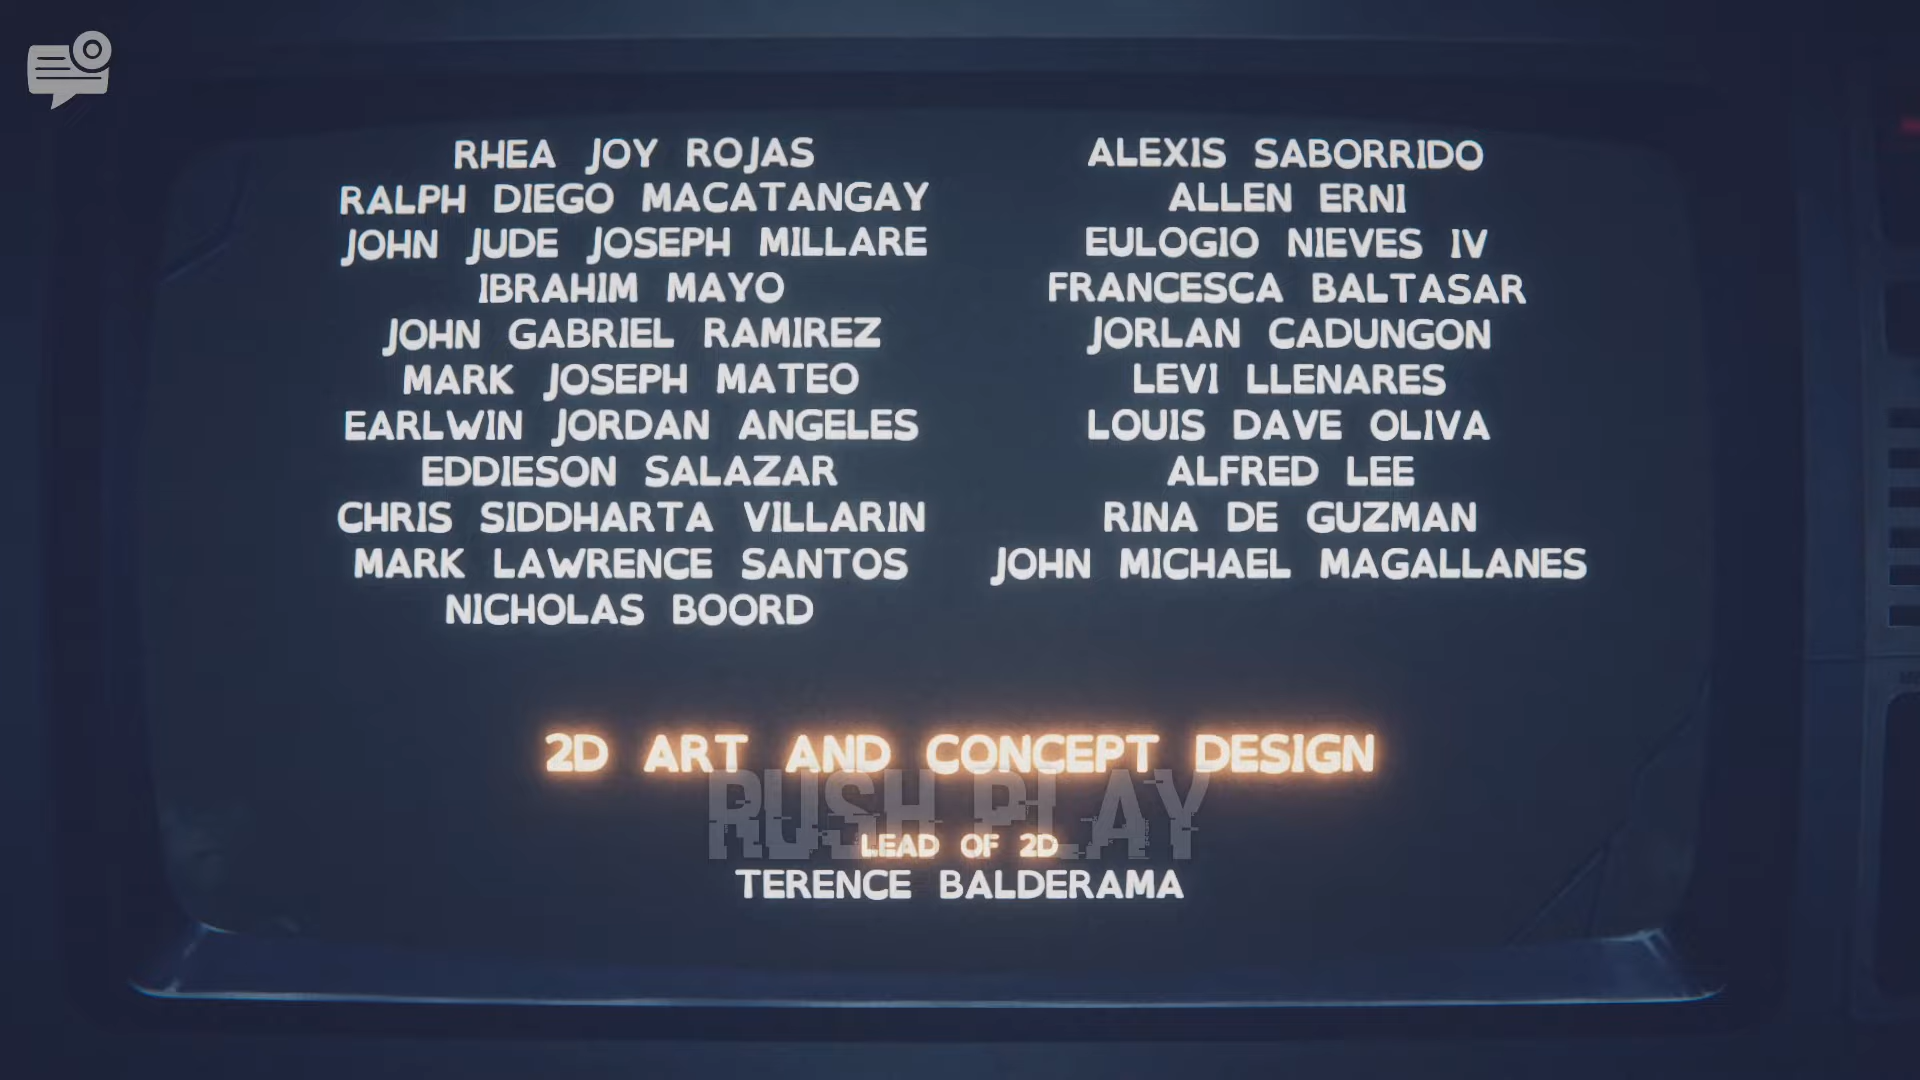 RHEA JOY ROJAS
RALPH DIEGO MACATANGAY
JOHN JUDE JOSEPH MILLARE
IBRAHIM MAYO
JOHN GABRIEL RAMIREZ
MARK JOSEPH MATEO
EARLWIN JORDAN ANGELES
EDDIESON SALAZAR
CHRIS SIDDHARTA VILLARIN
MARK LAWRENCE SANTOS
NICHOLAS BOORD
ALEXIS SABORRIDO
ALLEN ERNI
EULOGIO NIEVES IV
FRANCESCA BALTASAR
JORLAN CADUNGON
LEVI LLENARES
LOUIS DAVE OLIVA
ALFRED LEE
RINA DE GUZMAN
JOHN MICHAEL MAGALLANES
2D ART AND CONCEPT DESIGN
RUSH PLAY
LEAD OF 2D
TERENCE BALDERAMA